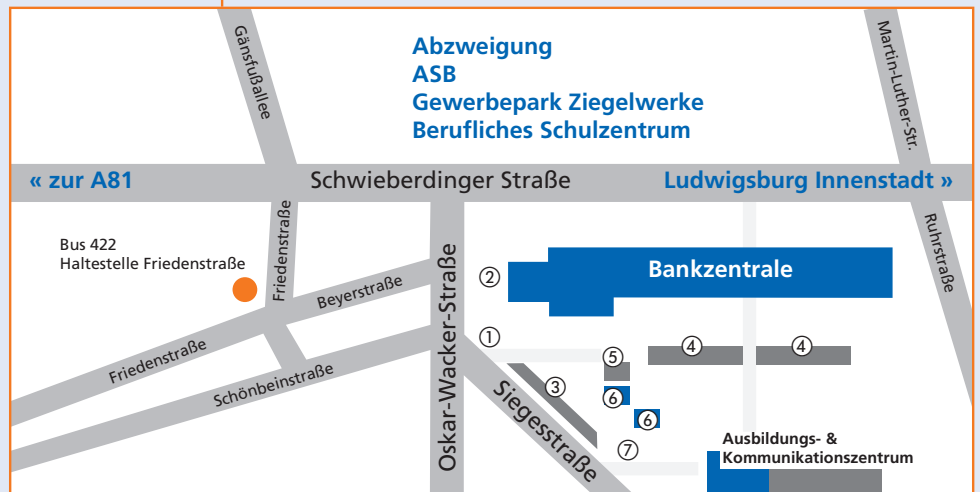 Gänsfußallee
Abzweigung
ASB
Gewerbepark Ziegelwerke
Berufliches Schulzentrum
Martin-Luther-Str.
« zur A81
Schwieberdinger Straße
Ludwigsburg Innenstadt »
Bus 422
Haltestelle Friedenstraße
Friedenstraße
Beyerstraße
Friedenstraße
Schönbeinstraße
Oskar-Wacker-Straße
Siegesstraße
Ruhrstraße
②
Bankzentrale
①
④
④
⑤
③
⑥
⑥
⑦
Ausbildungs- &
Kommunikationszentrum